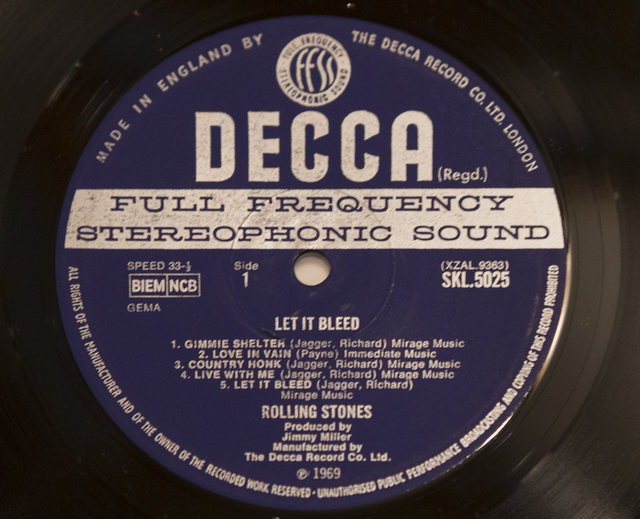 MADE IN ENGLAND BY
THE DECCA RECORD CO. LTD. LONDON
FULL FREQUENCY
FFSS
STEREOPHONIC SOUND
DECCA
(Regd.)
FULL FREQUENCY
STEREOPHONIC SOUND
SPEED 33-⅓
Side
1
(XZAL.9363)
SKL.5025
BIEM NCB
GEMA
LET IT BLEED
1. GIMMIE SHELTER (Jagger, Richard) Mirage Music
2. LOVE IN VAIN (Payne) Immediate Music
3. COUNTRY HONK (Jagger, Richard) Mirage Music
4. LIVE WITH ME (Jagger, Richard) Mirage Music
5. LET IT BLEED (Jagger, Richard)
Mirage Music
ROLLING STONES
Produced by
Jimmy Miller
Manufactured by
The Decca Record Co. Ltd.
℗ 1969
ALL RIGHTS OF THE MANUFACTURER AND OF THE OWNER OF THE RECORDED WORK RESERVED · UNAUTHORISED PUBLIC PERFORMANCE BROADCASTING AND COPYING OF THIS RECORD PROHIBITED